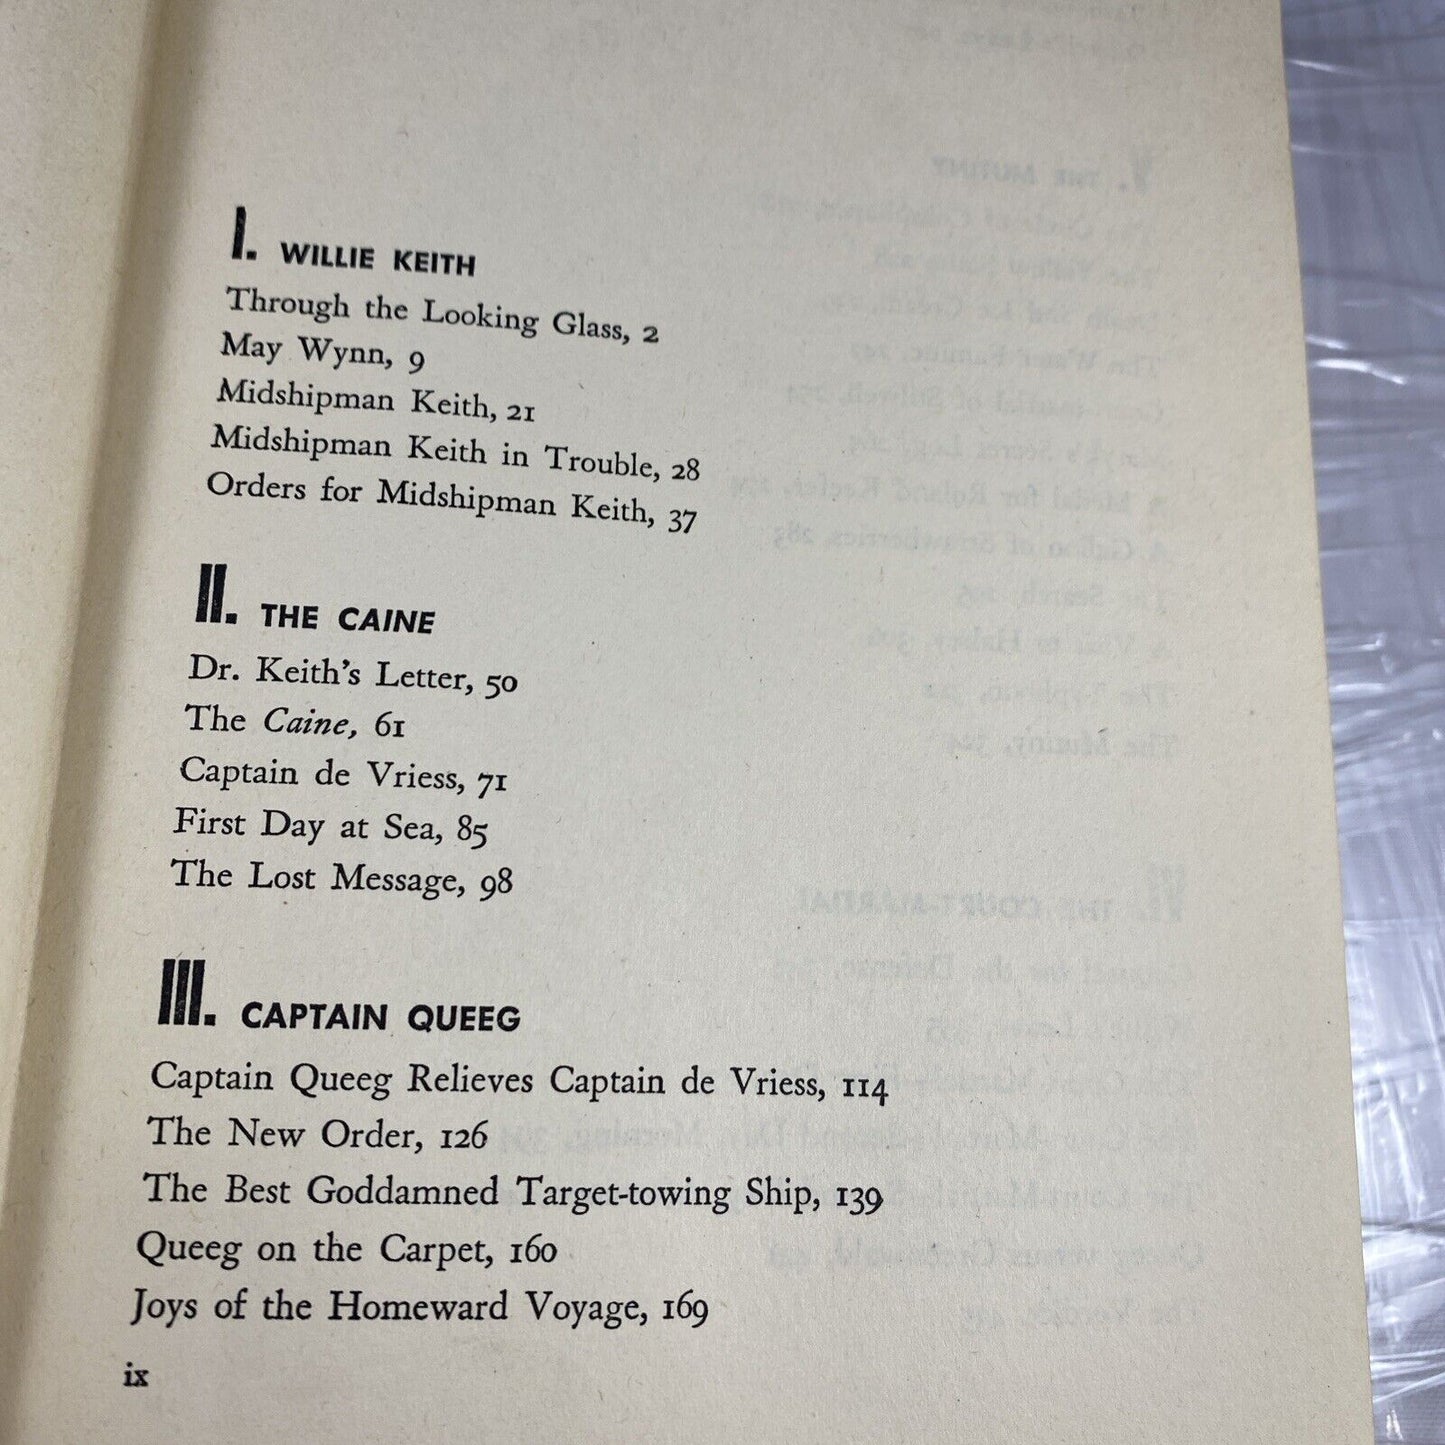 I. WILLIE KEITH
Through the Looking Glass, 2
May Wynn, 9
Midshipman Keith, 21
Midshipman Keith in Trouble, 28
Orders for Midshipman Keith, 37
II. THE CAINE
Dr. Keith's Letter, 50
The Caine, 61
Captain de Vriess, 71
First Day at Sea, 85
The Lost Message, 98
III. CAPTAIN QUEEG
Captain Queeg Relieves Captain de Vriess, 114
The New Order, 126
The Best Goddamned Target-towing Ship, 139
Queeg on the Carpet, 160
Joys of the Homeward Voyage, 169
ix